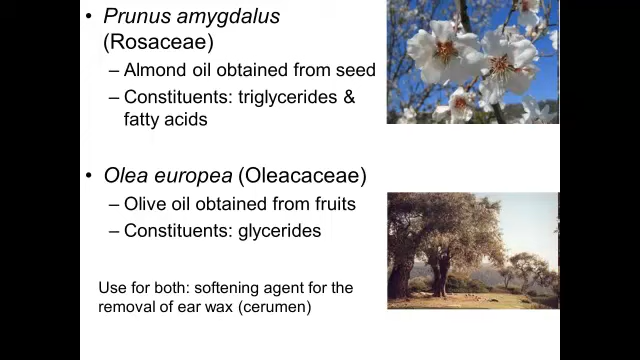 • Prunus amygdalus
(Rosaceae)
– Almond oil obtained from seed
– Constituents: triglycerides &
fatty acids
• Olea europea (Oleacaceae)
– Olive oil obtained from fruits
– Constituents: glycerides
Use for both: softening agent for the
removal of ear wax (cerumen)